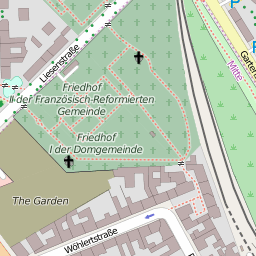 Liesenstraße
Garten
Mitte
P
P
Friedhof
I der Französisch-Reformierten
Gemeinde
Friedhof
I der Domgemeinde
The Garden
Wöhlertstraße